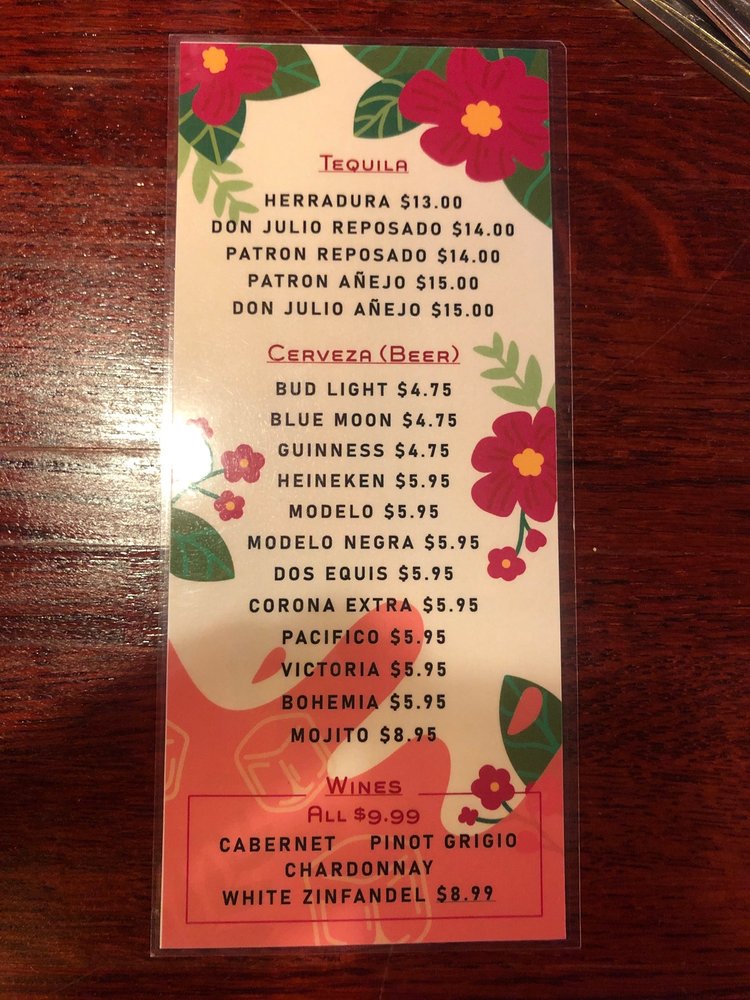 Tequila
HERRADURA $13.00
DON JULIO REPOSADO $14.00
PATRON REPOSADO $14.00
PATRON AÑEJO $15.00
DON JULIO AÑEJO $15.00
Cerveza (Beer)
BUD LIGHT $4.75
BLUE MOON $4.75
GUINNESS $4.75
HEINEKEN $5.95
MODELO $5.95
MODELO NEGRA $5.95
DOS EQUIS $5.95
CORONA EXTRA $5.95
PACIFICO $5.95
VICTORIA $5.95
BOHEMIA $5.95
MOJITO $8.95
Wines
All $9.99
CABERNET PINOT GRIGIO
CHARDONNAY
WHITE ZINFANDEL $8.99